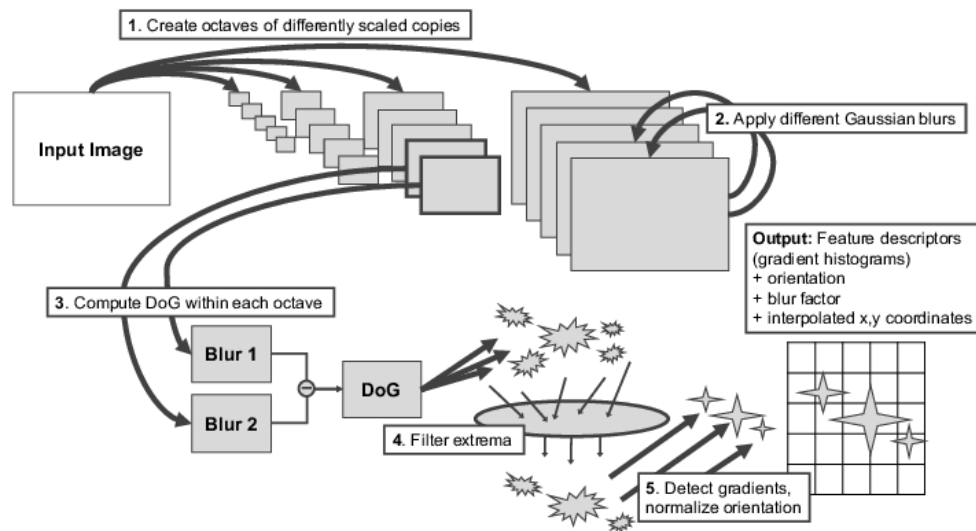 1. Create octaves of differently scaled copies
Input Image
2. Apply different Gaussian blurs
Output: Feature descriptors
(gradient histograms)
+ orientation
+ blur factor
+ interpolated x,y coordinates
3. Compute DoG within each octave
Blur 1
Blur 2
DoG
4. Filter extrema
5. Detect gradients,
normalize orientation